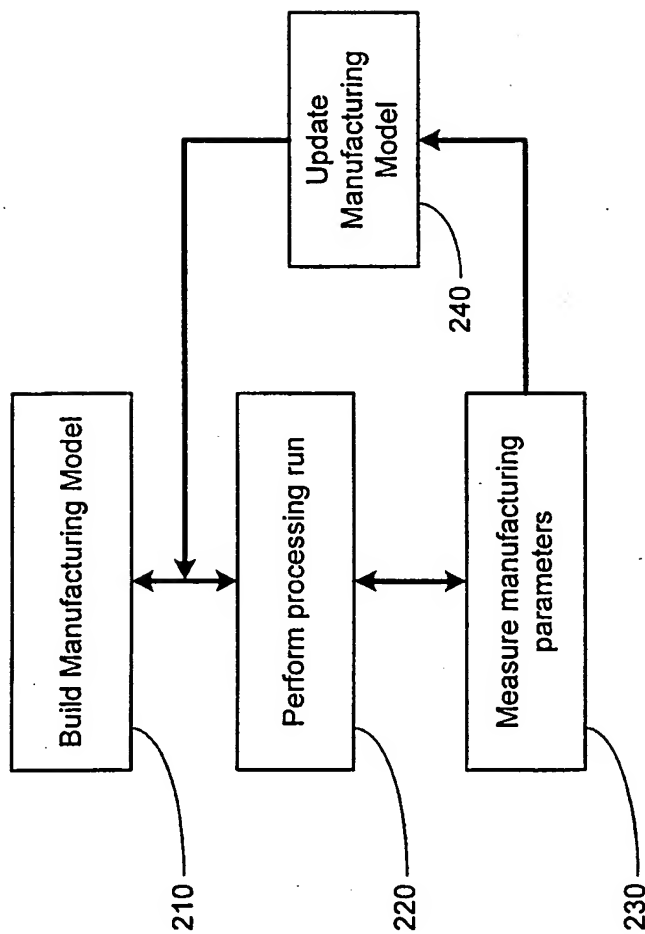 Build Manufacturing Model
210
Perform processing run
220
Measure manufacturing
parameters
230
Update
Manufacturing
Model
240